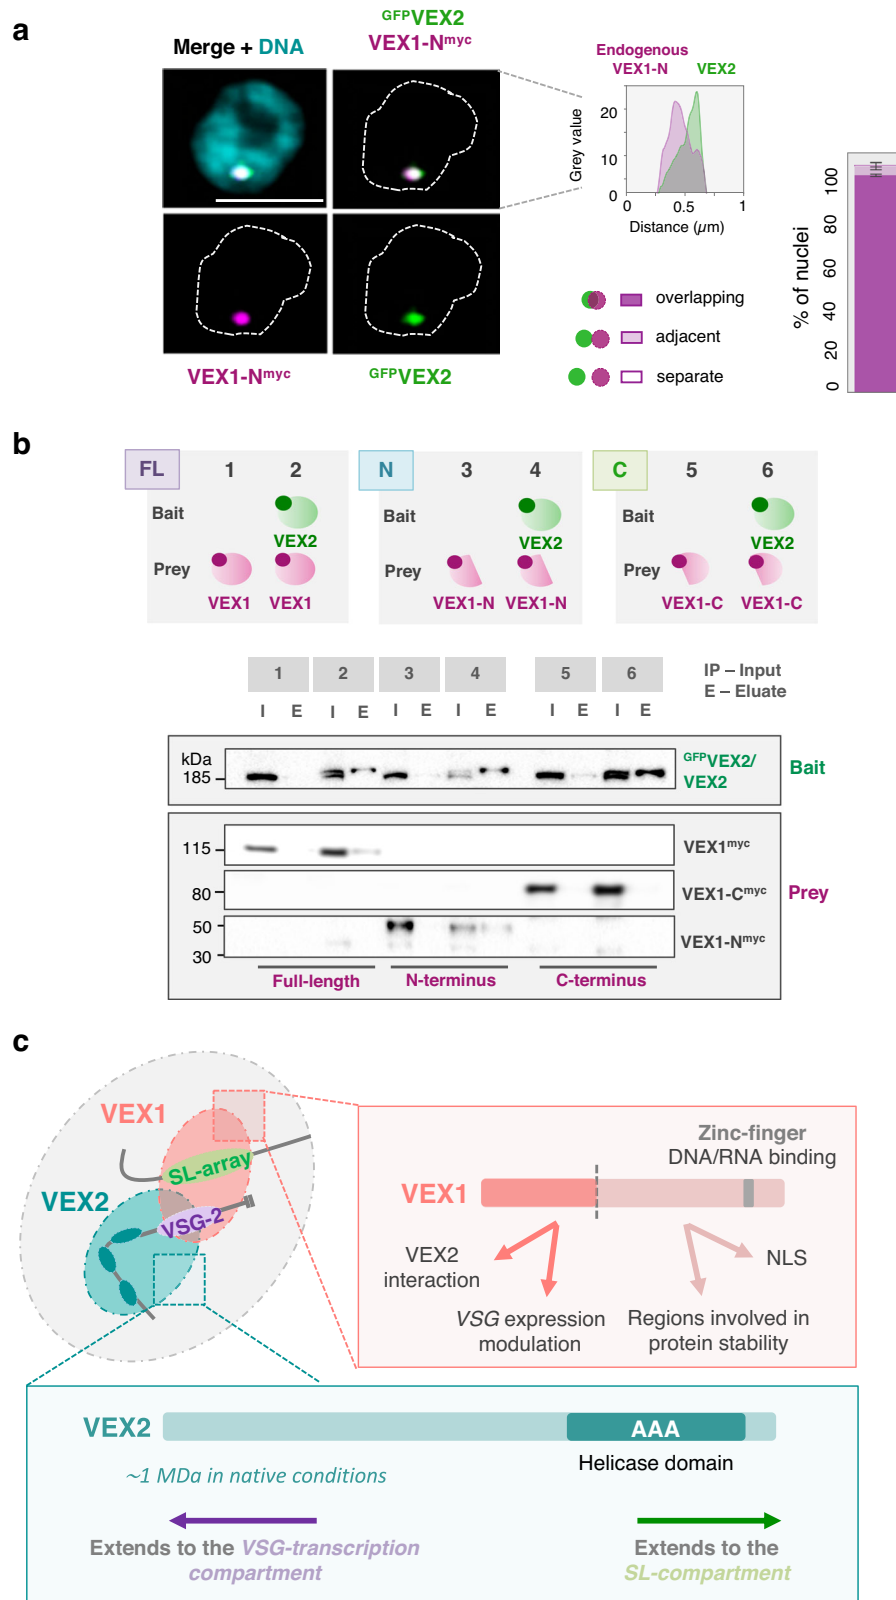 a
Merge + DNA
GFPVEX2
VEX1-Nmyc
Endogenous
VEX1-N VEX2
Grey value
20
10
0
0 0.5 1
Distance (µm)
VEX1-Nmyc
GFPVEX2
overlapping
adjacent
separate
% of nuclei
100
80
60
40
20
0
b
FL 1 2
Bait
VEX2
Prey
VEX1 VEX1
N 3 4
Bait
VEX2
Prey
VEX1-N VEX1-N
C 5 6
Bait
VEX2
Prey
VEX1-C VEX1-C
1 2 3 4 5 6
I E I E I E I E I E I E
IP – Input
E – Eluate
kDa
185
GFPVEX2/
VEX2
Bait
115
VEX1myc
80
VEX1-Cmyc
Prey
50
30
VEX1-Nmyc
Full-length N-terminus C-terminus
c
VEX1
SL-array
VEX2
VSG-2
Zinc-finger
DNA/RNA binding
VEX1
VEX2
interaction
NLS
VSG expression
modulation
Regions involved in
protein stability
VEX2
AAA
Helicase domain
~1 MDa in native conditions
Extends to the VSG-transcription
compartment
Extends to the
SL-compartment